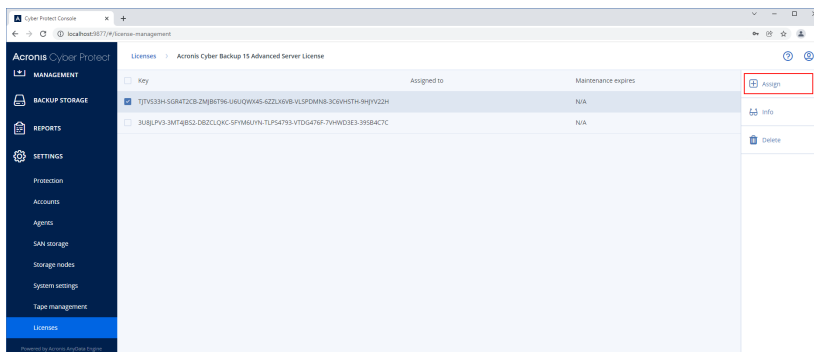 Cyber Protect Console
localhost:9877/#/license-management
Acronis Cyber Protect
Licenses
Acronis Cyber Backup 15 Advanced Server License
MANAGEMENT
BACKUP STORAGE
REPORTS
SETTINGS
Protection
Accounts
Agents
SAN storage
Storage nodes
System settings
Tape management
Licenses
Powered by Acronis AnyData Engine
Key Assigned to Maintenance expires
TJTVS33H-SGR4T2CB-ZMJB6T96-U6UQWX45-6ZZLX6VB-VLSPDMN8-3C6VHSTH-9HJYV22H N/A
3U8JLPV3-3MT4JBS2-DBZCLQKC-5FYM6UYN-TLPS4793-VTDG476F-7VHWD3E3-395B4C7C N/A
Assign
Info
Delete